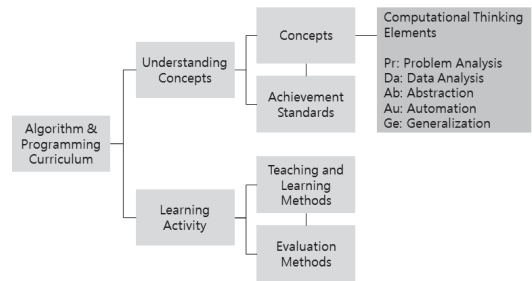 Algorithm &
Programming
Curriculum
Understanding
Concepts
Concepts
Achievement
Standards
Computational Thinking
Elements
Pr: Problem Analysis
Da: Data Analysis
Ab: Abstraction
Au: Automation
Ge: Generalization
Learning
Activity
Teaching and
Learning
Methods
Evaluation
Methods